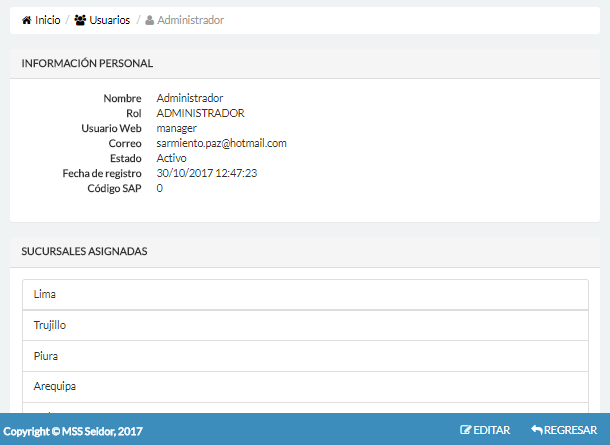 Inicio / Usuarios / Administrador
INFORMACIÓN PERSONAL
Nombre Administrador
Rol ADMINISTRADOR
Usuario Web manager
Correo sarmiento.paz@hotmail.com
Estado Activo
Fecha de registro 30/10/2017 12:47:23
Código SAP 0
SUCURSALES ASIGNADAS
Lima
Trujillo
Piura
Arequipa
Copyright © MSS Seidor, 2017 EDITAR REGRESAR